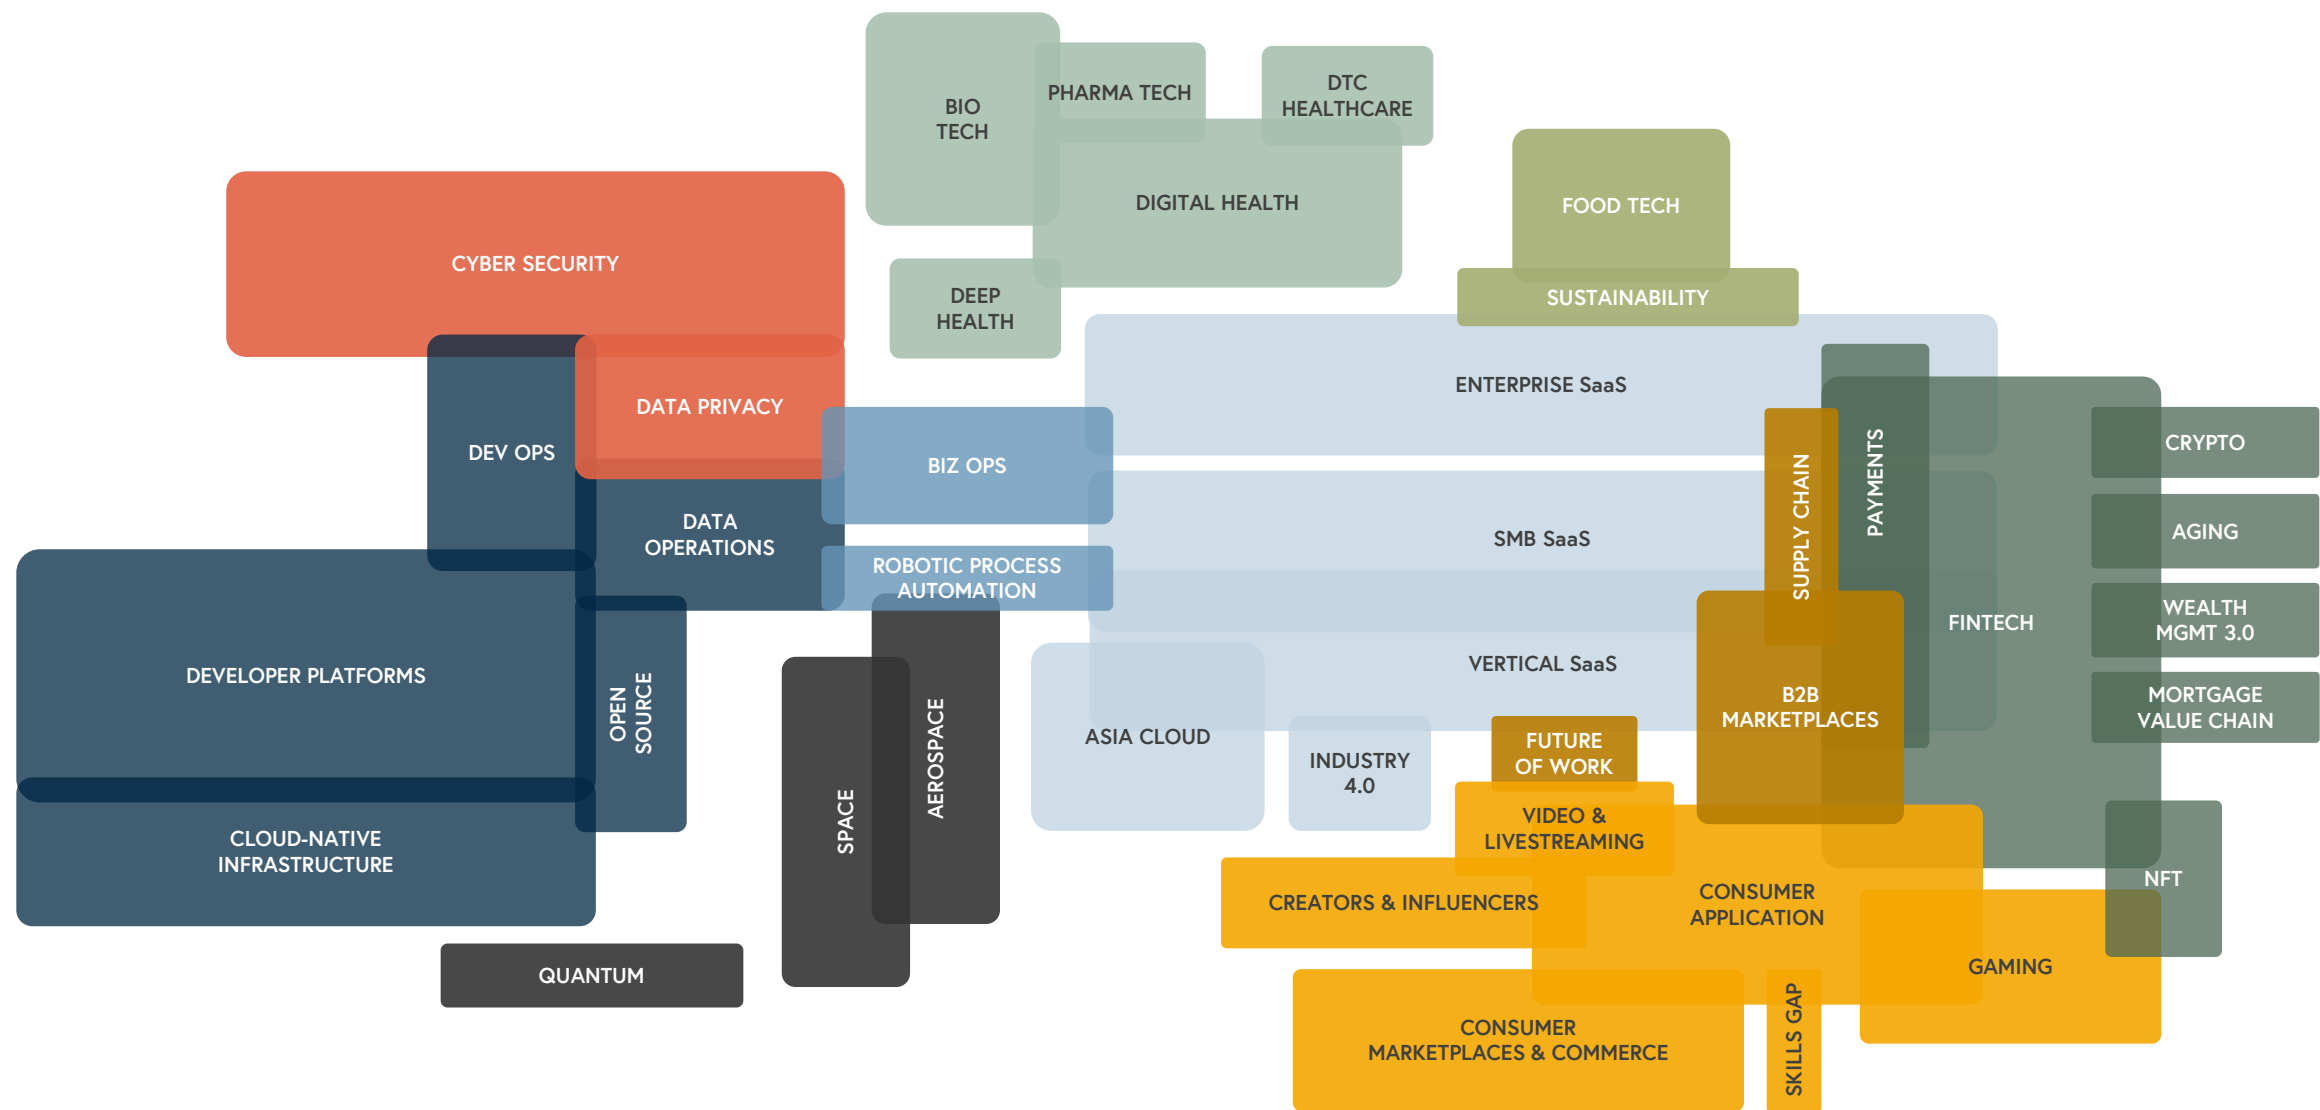 BIO
TECH
PHARMA TECH
DTC
HEALTHCARE
DIGITAL HEALTH
FOOD TECH
CYBER SECURITY
DEEP
HEALTH
SUSTAINABILITY
ENTERPRISE SaaS
DATA PRIVACY
DEV OPS
BIZ OPS
CRYPTO
PAYMENTS
SUPPLY CHAIN
DATA
OPERATIONS
SMB SaaS
AGING
ROBOTIC PROCESS
AUTOMATION
FINTECH
WEALTH
MGMT 3.0
DEVELOPER PLATFORMS
OPEN
SOURCE
VERTICAL SaaS
B2B
MARKETPLACES
MORTGAGE
VALUE CHAIN
AEROSPACE
ASIA CLOUD
INDUSTRY
4.0
FUTURE
OF WORK
SPACE
VIDEO &
LIVESTREAMING
CLOUD-NATIVE
INFRASTRUCTURE
CREATORS & INFLUENCERS
CONSUMER
APPLICATION
NFT
QUANTUM
GAMING
CONSUMER
MARKETPLACES & COMMERCE
SKILLS GAP